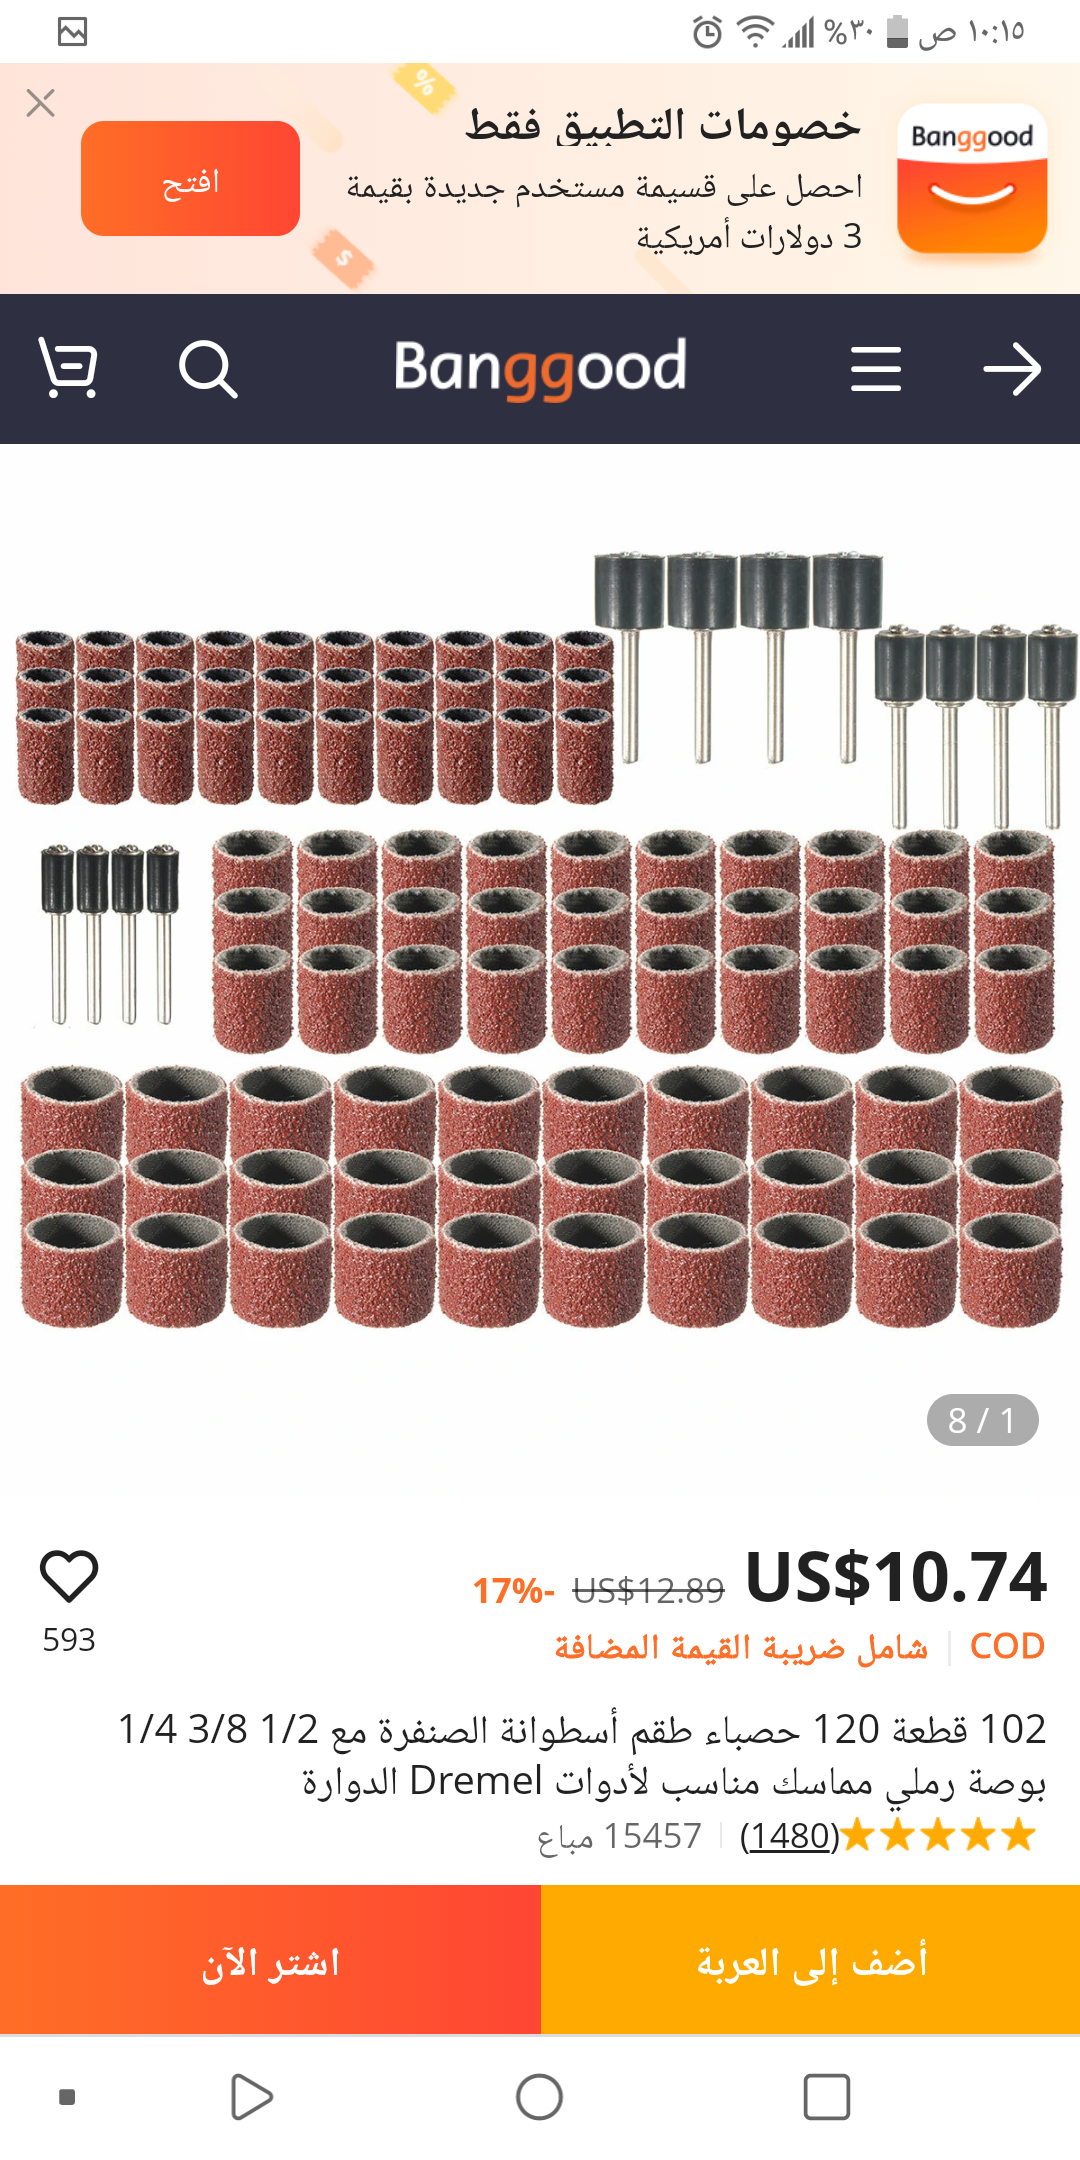 ١٠:١٥ ص %٣٠
خصومات التطبيق فقط
احصل على قسيمة مستخدم جديدة بقيمة
3 دولارات أمريكية
افتح
Banggood
%
$
Banggood
8 / 1
US$10.74 US$12.89 17%-
COD | شامل ضريبة القيمة المضافة
593
102 قطعة 120 حصباء طقم أسطوانة الصنفرة مع 1/2 3/8 1/4
بوصة رملي مماسك مناسب لأدوات Dremel الدوارة
(1480) | 15457 مباع
أضف إلى العربة
اشتر الآن